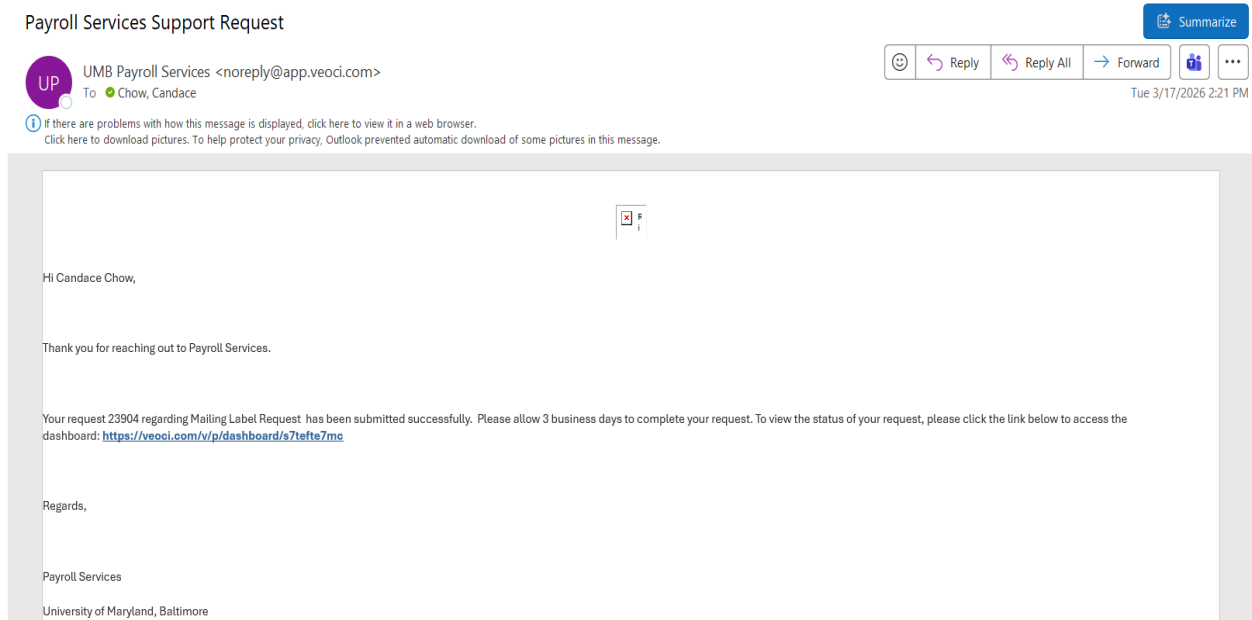 Payroll Services Support Request
Summarize
UP
UMB Payroll Services <noreply@app.veoci.com>
To Chow, Candace
Reply
Reply All
Forward
Tue 3/17/2026 2:21 PM
If there are problems with how this message is displayed, click here to view it in a web browser.
Click here to download pictures. To help protect your privacy, Outlook prevented automatic download of some pictures in this message.
Hi Candace Chow,
Thank you for reaching out to Payroll Services.
Your request 23904 regarding Mailing Label Request has been submitted successfully. Please allow 3 business days to complete your request. To view the status of your request, please click the link below to access the
dashboard: https://veoci.com/v/p/dashboard/s7tefte7mc
Regards,
Payroll Services
University of Maryland, Baltimore